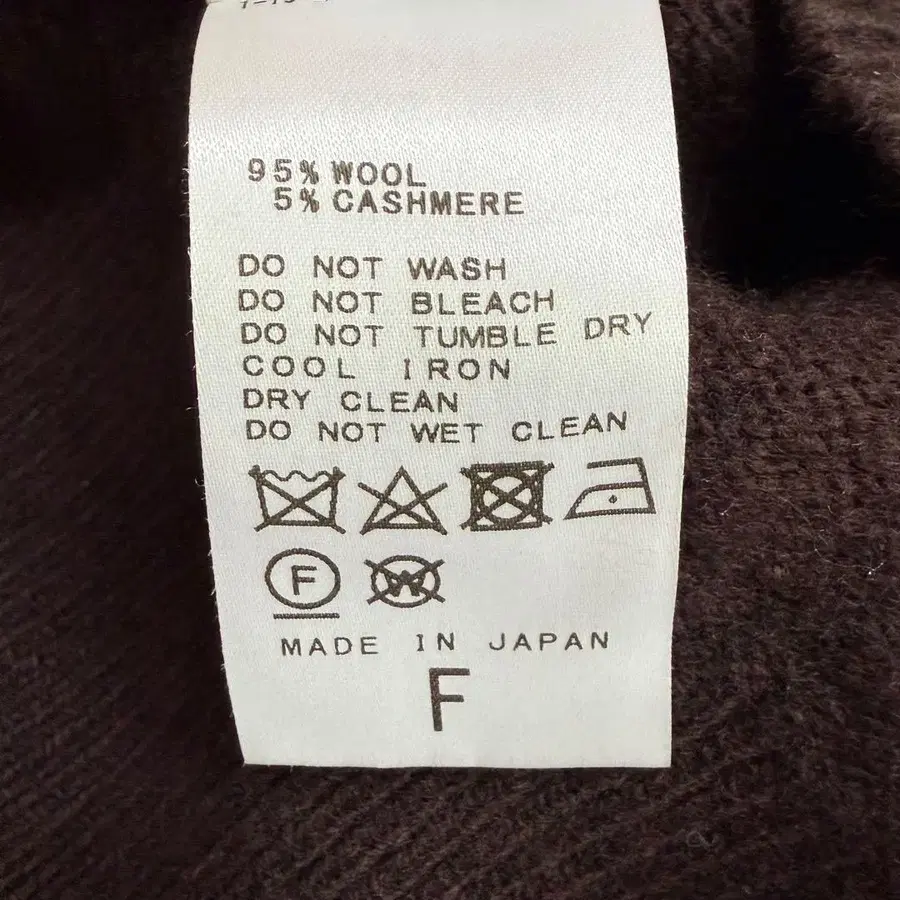 95% WOOL
5% CASHMERE
DO NOT WASH
DO NOT BLEACH
DO NOT TUMBLE DRY
COOL IRON
DRY CLEAN
DO NOT WET CLEAN
F W
MADE IN JAPAN
F